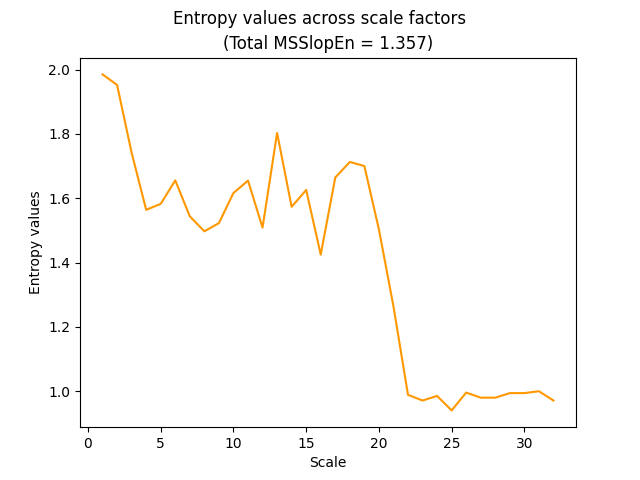 Entropy values across scale factors
(Total MSSlopEn = 1.357)
2.0
1.8
1.6
1.4
1.2
1.0
Entropy values
0 5 10 15 20 25 30
Scale